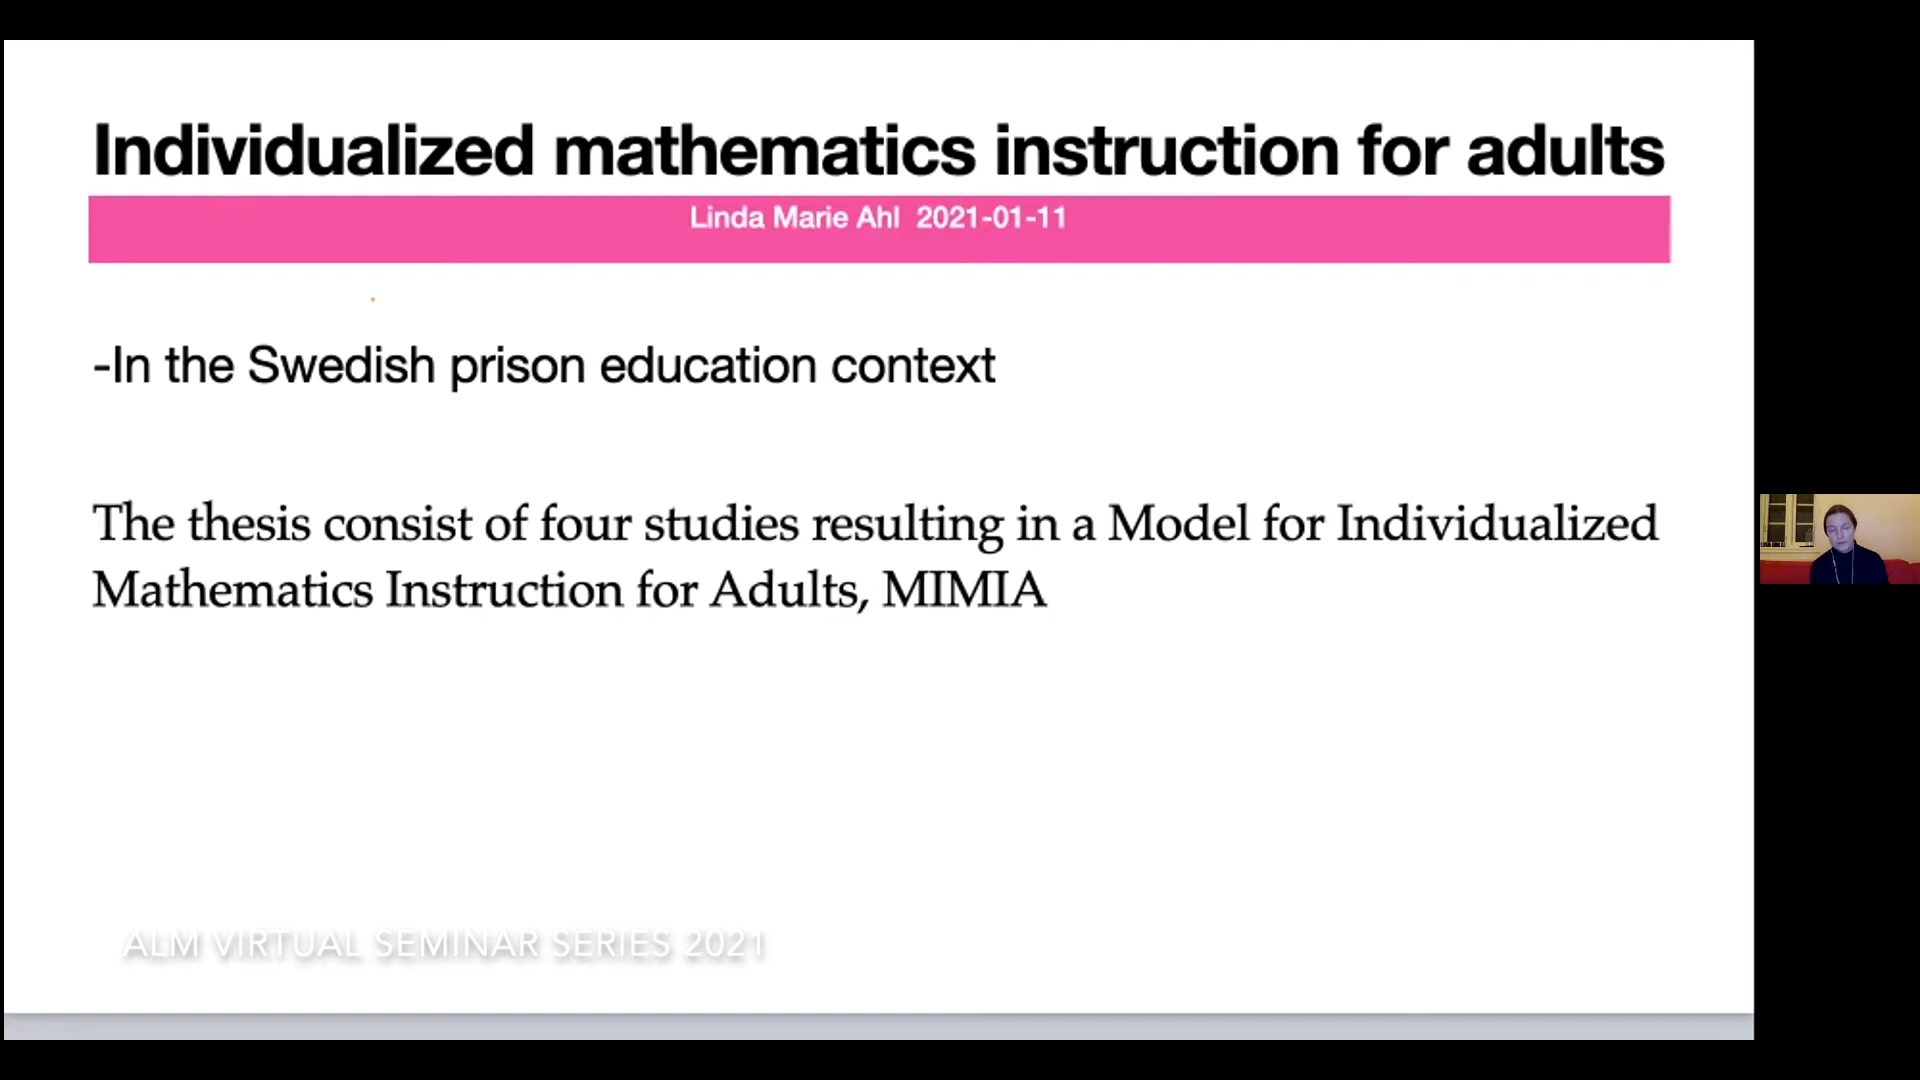 Individualized mathematics instruction for adults
Linda Marie Ahl 2021-01-11
-In the Swedish prison education context
The thesis consist of four studies resulting in a Model for Individualized
Mathematics Instruction for Adults, MIMIA
ALM VIRTUAL SEMINAR SERIES 2021